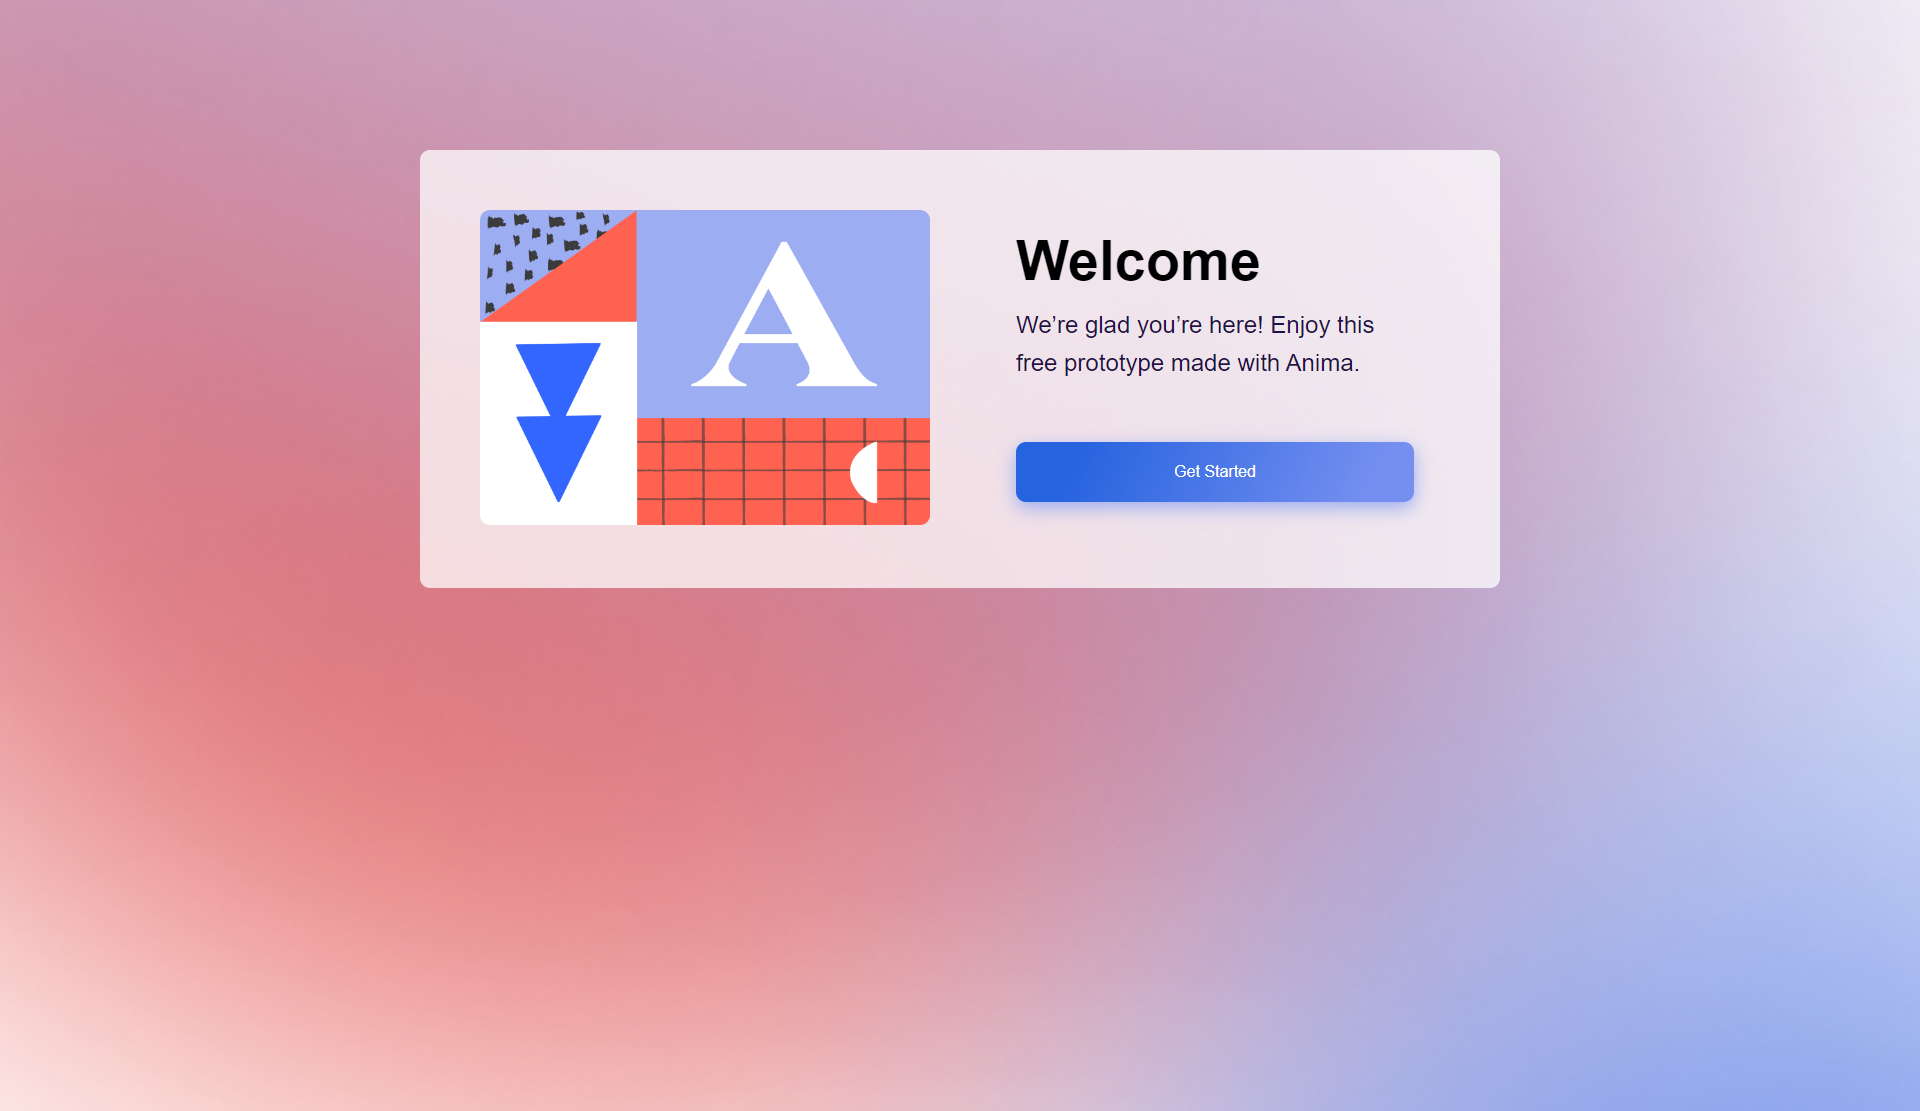 A
Welcome
We’re glad you’re here! Enjoy this
free prototype made with Anima.
Get Started